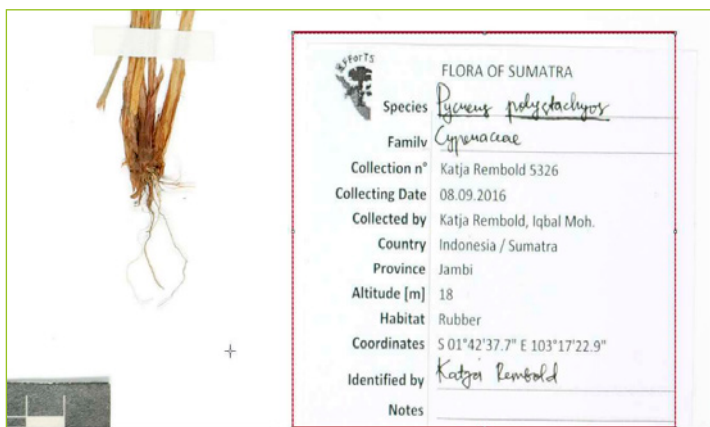 EFForTS
FLORA OF SUMATRA
Species Pycreus polystachyos
Family Cyperaceae
Collection n° Katja Rembold 5326
Collecting Date 08.09.2016
Collected by Katja Rembold, Iqbal Moh.
Country Indonesia / Sumatra
Province Jambi
Altitude [m] 18
Habitat Rubber
Coordinates S 01°42'37.7" E 103°17'22.9"
Identified by Katja Rembold
Notes